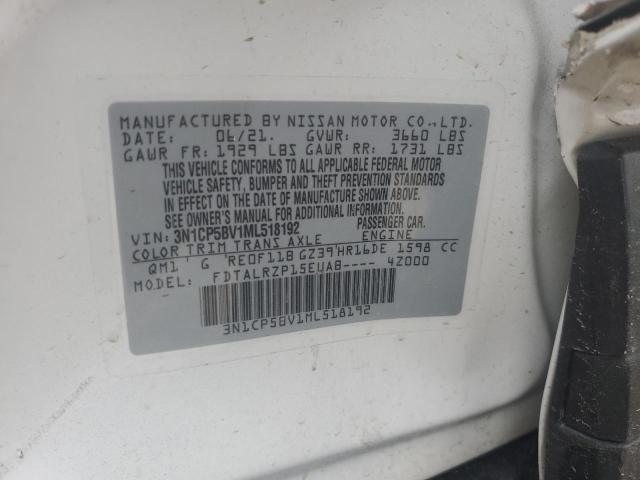 MANUFACTURED BY NISSAN MOTOR CO.,LTD.
DATE: 06/21. GVWR: 3660 LBS
GAWR FR: 1929 LBS GAWR RR: 1731 LBS
THIS VEHICLE CONFORMS TO ALL APPLICABLE FEDERAL MOTOR
VEHICLE SAFETY, BUMPER AND THEFT PREVENTION STANDARDS
IN EFFECT ON THE DATE OF MANUFACTURE SHOWN ABOVE.
SEE OWNER'S MANUAL FOR ADDITIONAL INFORMATION.
VIN: 3N1CP5BV1ML518192 PASSENGER CAR.
COLOR TRIM TRANS AXLE ENGINE
QM1 G RE0F11B GZ39 HR16DE 1598 CC
MODEL: FDTALRZP15EUAB---- 4Z000
3N1CP5BV1ML518192